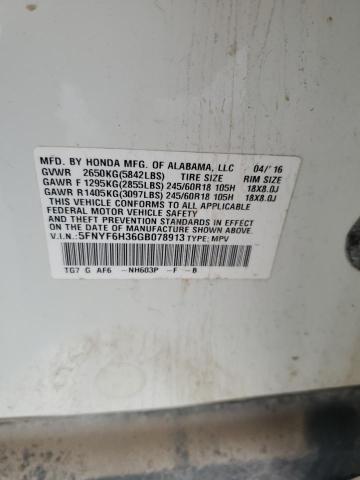 MFD. BY HONDA MFG. OF ALABAMA, LLC 04/'16
GVWR 2650KG(5842LBS) TIRE SIZE RIM SIZE
GAWR F 1295KG(2855LBS) 245/60R18 105H 18X8.0J
GAWR R 1405KG(3097LBS) 245/60R18 105H 18X8.0J
THIS VEHICLE CONFORMS TO ALL APPLICABLE
FEDERAL MOTOR VEHICLE SAFETY, BUMPER, AND
THEFT PREVENTION STANDARDS IN EFFECT ON
THE DATE OF MANUFACTURE SHOWN ABOVE.
V.I.N.:5FNYF6H36GB078913 TYPE: MPV
TG7 G AF6 -NH603P -F -B